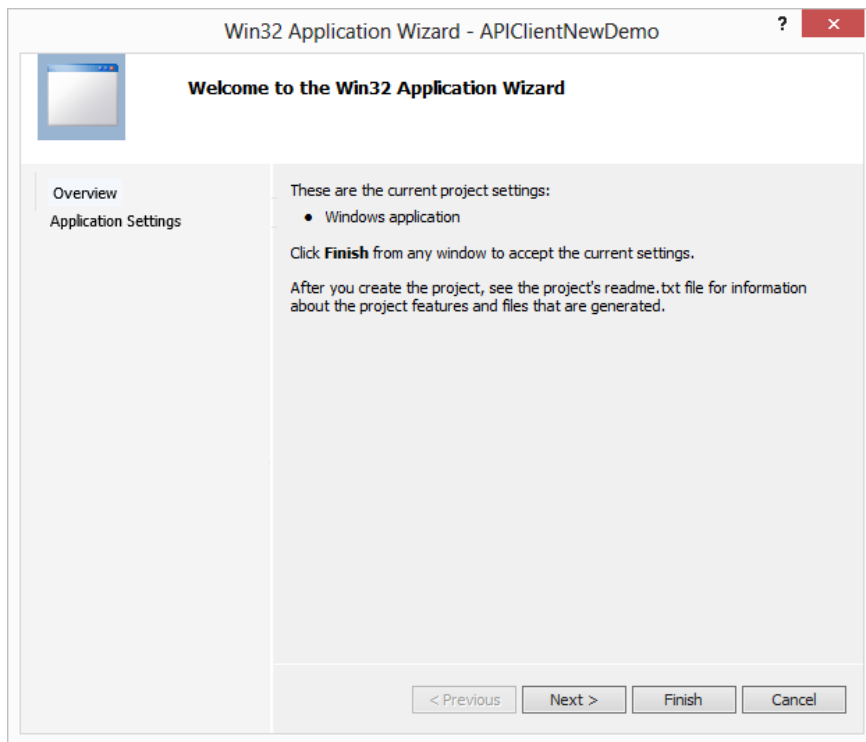 Win32 Application Wizard - APIClientNewDemo
?
×
Welcome to the Win32 Application Wizard
Overview
Application Settings
These are the current project settings:
• Windows application
Click Finish from any window to accept the current settings.
After you create the project, see the project's readme.txt file for information
about the project features and files that are generated.
< Previous
Next >
Finish
Cancel